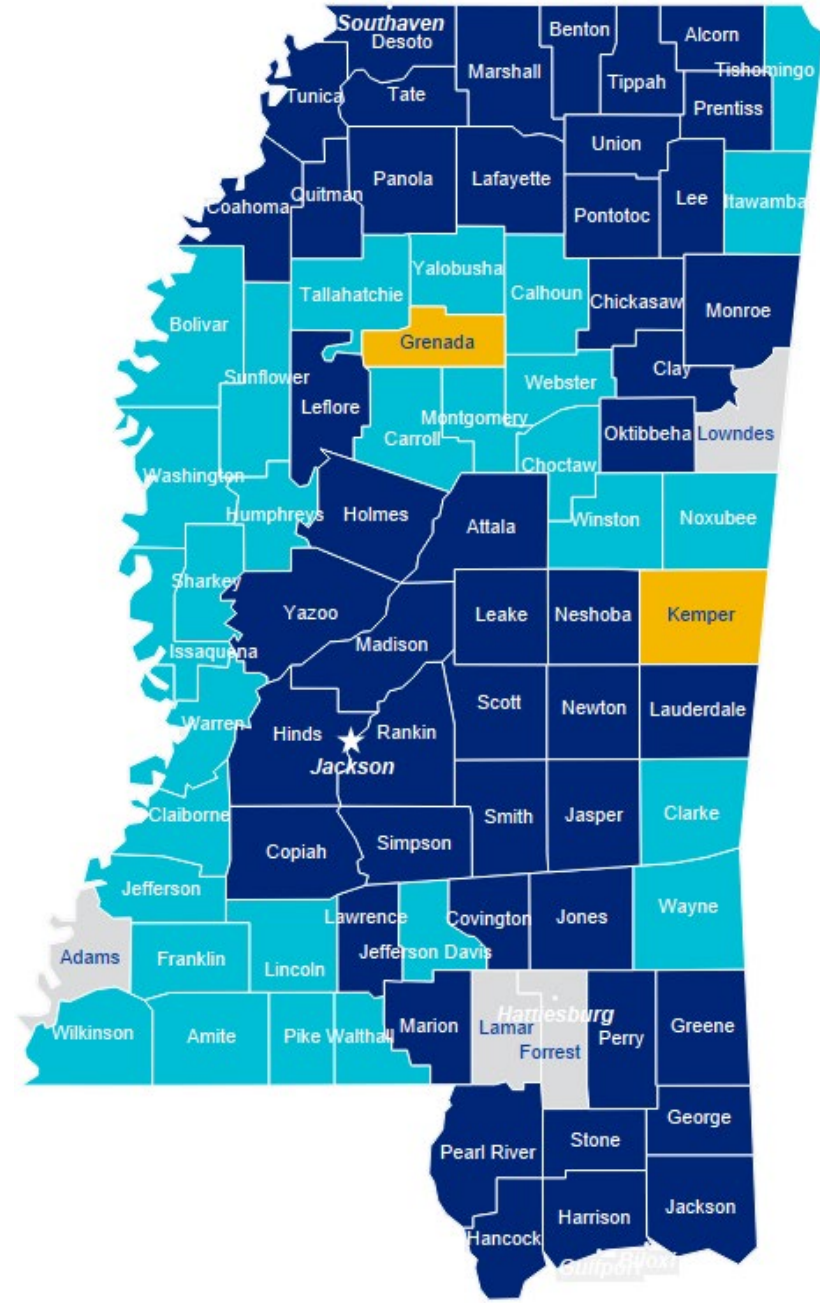 Southaven
Desoto
Benton
Alcorn
Marshall
Tippah
Tishomingo
Tunica
Tate
Prentiss
Union
Panola
Lafayette
Quitman
Coahoma
Pontotoc
Lee
Itawamba
Yalobusha
Tallahatchie
Calhoun
Chickasaw
Monroe
Bolivar
Grenada
Sunflower
Webster
Clay
Leflore
Montgomery
Carroll
Oktibbeha
Lowndes
Choctaw
Washington
Humphreys
Holmes
Attala
Winston
Noxubee
Sharkey
Yazoo
Leake
Neshoba
Kemper
Madison
Issaquena
Scott
Newton
Lauderdale
Warren
Hinds
Rankin
Jackson
Claiborne
Smith
Jasper
Clarke
Copiah
Simpson
Jefferson
Lawrence
Covington
Jones
Wayne
Adams
Franklin
Lincoln
Jefferson Davis
Hattiesburg
Wilkinson
Amite
Pike
Walthall
Marion
Lamar
Forrest
Perry
Greene
George
Pearl River
Stone
Jackson
Harrison
Hancock
Biloxi
Gulfport